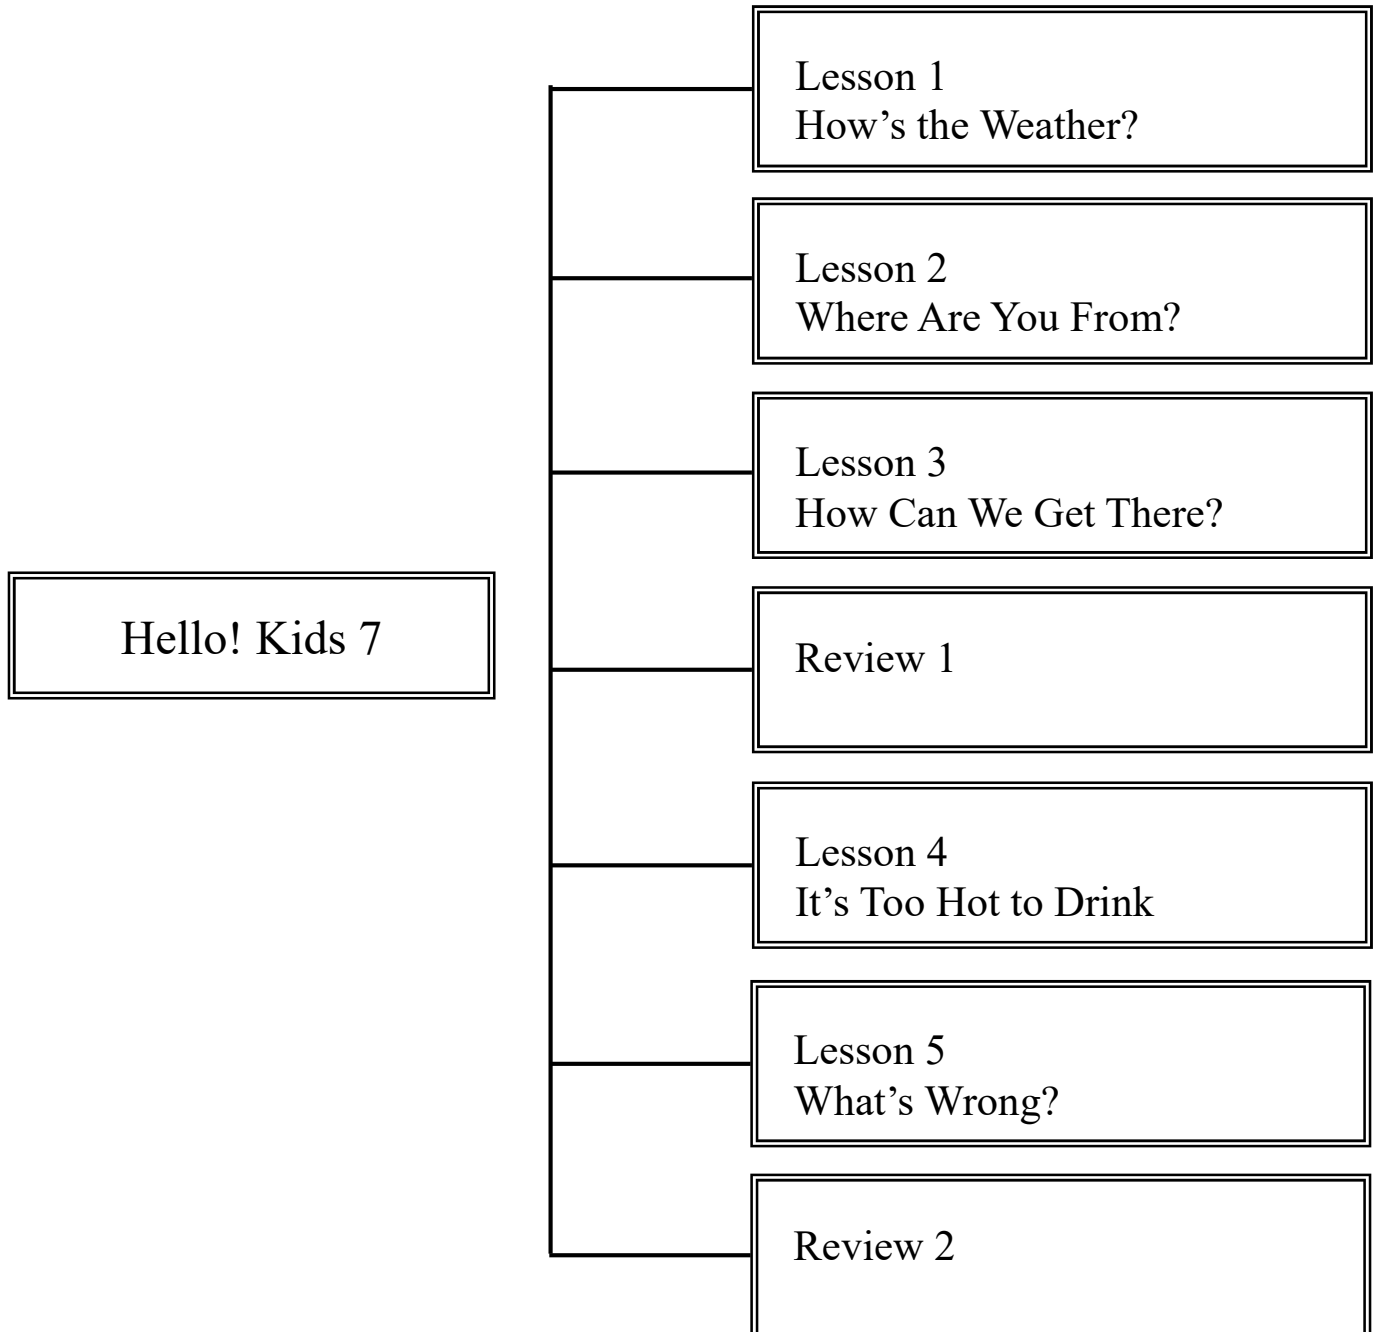 Hello! Kids 7
Lesson 1
How’s the Weather?
Lesson 2
Where Are You From?
Lesson 3
How Can We Get There?
Review 1
Lesson 4
It’s Too Hot to Drink
Lesson 5
What’s Wrong?
Review 2